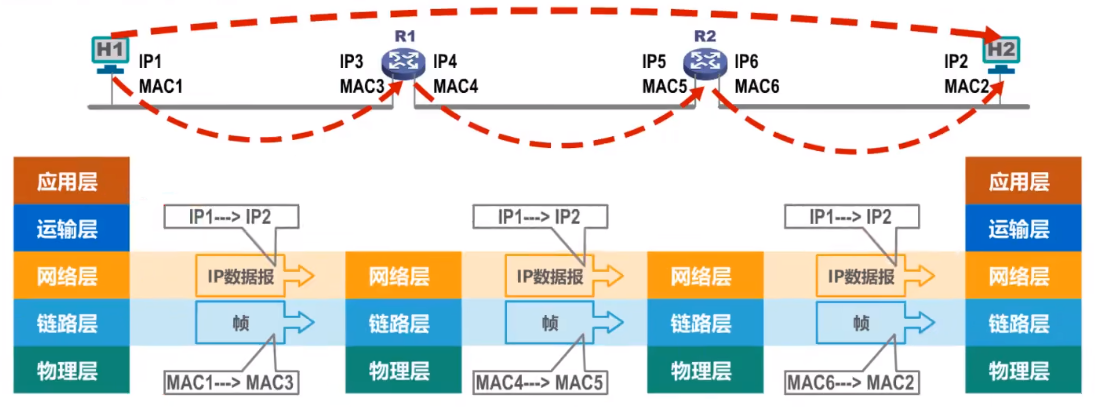 H1
R1
R2
H2
IP1
IP3
IP4
IP5
IP6
IP2
MAC1
MAC3
MAC4
MAC5
MAC6
MAC2
应用层
应用层
IP1---> IP2
IP1---> IP2
IP1---> IP2
运输层
运输层
网络层
IP数据报
网络层
IP数据报
网络层
IP数据报
网络层
链路层
帧
链路层
帧
链路层
帧
链路层
物理层
MAC1---> MAC3
物理层
MAC4---> MAC5
物理层
MAC6---> MAC2
物理层